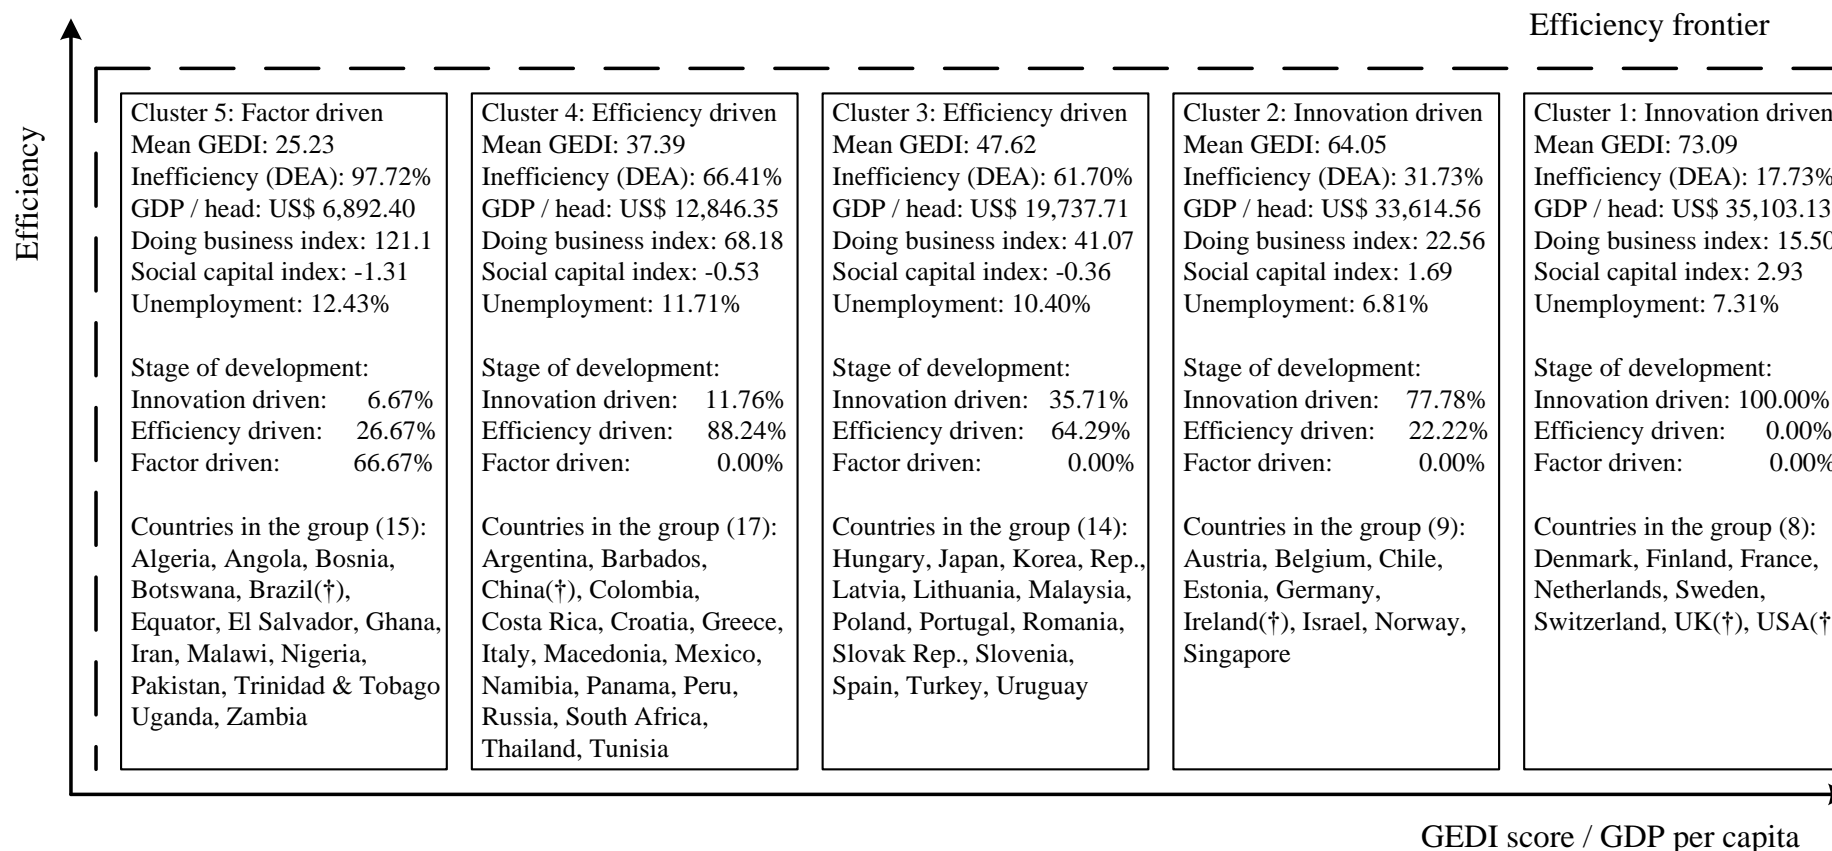 Efficiency frontier
Efficiency
Cluster 5: Factor driven
Mean GEDI: 25.23
Inefficiency (DEA): 97.72%
GDP / head: US$ 6,892.40
Doing business index: 121.1
Social capital index: -1.31
Unemployment: 12.43%
Stage of development:
Innovation driven: 6.67%
Efficiency driven: 26.67%
Factor driven: 66.67%
Countries in the group (15):
Algeria, Angola, Bosnia,
Botswana, Brazil(†),
Equator, El Salvador, Ghana,
Iran, Malawi, Nigeria,
Pakistan, Trinidad & Tobago
Uganda, Zambia
Cluster 4: Efficiency driven
Mean GEDI: 37.39
Inefficiency (DEA): 66.41%
GDP / head: US$ 12,846.35
Doing business index: 68.18
Social capital index: -0.53
Unemployment: 11.71%
Stage of development:
Innovation driven: 11.76%
Efficiency driven: 88.24%
Factor driven: 0.00%
Countries in the group (17):
Argentina, Barbados,
China(†), Colombia,
Costa Rica, Croatia, Greece,
Italy, Macedonia, Mexico,
Namibia, Panama, Peru,
Russia, South Africa,
Thailand, Tunisia
Cluster 3: Efficiency driven
Mean GEDI: 47.62
Inefficiency (DEA): 61.70%
GDP / head: US$ 19,737.71
Doing business index: 41.07
Social capital index: -0.36
Unemployment: 10.40%
Stage of development:
Innovation driven: 35.71%
Efficiency driven: 64.29%
Factor driven: 0.00%
Countries in the group (14):
Hungary, Japan, Korea, Rep.,
Latvia, Lithuania, Malaysia,
Poland, Portugal, Romania,
Slovak Rep., Slovenia,
Spain, Turkey, Uruguay
Cluster 2: Innovation driven
Mean GEDI: 64.05
Inefficiency (DEA): 31.73%
GDP / head: US$ 33,614.56
Doing business index: 22.56
Social capital index: 1.69
Unemployment: 6.81%
Stage of development:
Innovation driven: 77.78%
Efficiency driven: 22.22%
Factor driven: 0.00%
Countries in the group (9):
Austria, Belgium, Chile,
Estonia, Germany,
Ireland(†), Israel, Norway,
Singapore
Cluster 1: Innovation driven
Mean GEDI: 73.09
Inefficiency (DEA): 17.73%
GDP / head: US$ 35,103.13
Doing business index: 15.50
Social capital index: 2.93
Unemployment: 7.31%
Stage of development:
Innovation driven: 100.00%
Efficiency driven: 0.00%
Factor driven: 0.00%
Countries in the group (8):
Denmark, Finland, France,
Netherlands, Sweden,
Switzerland, UK(†), USA(†
GEDI score / GDP per capita